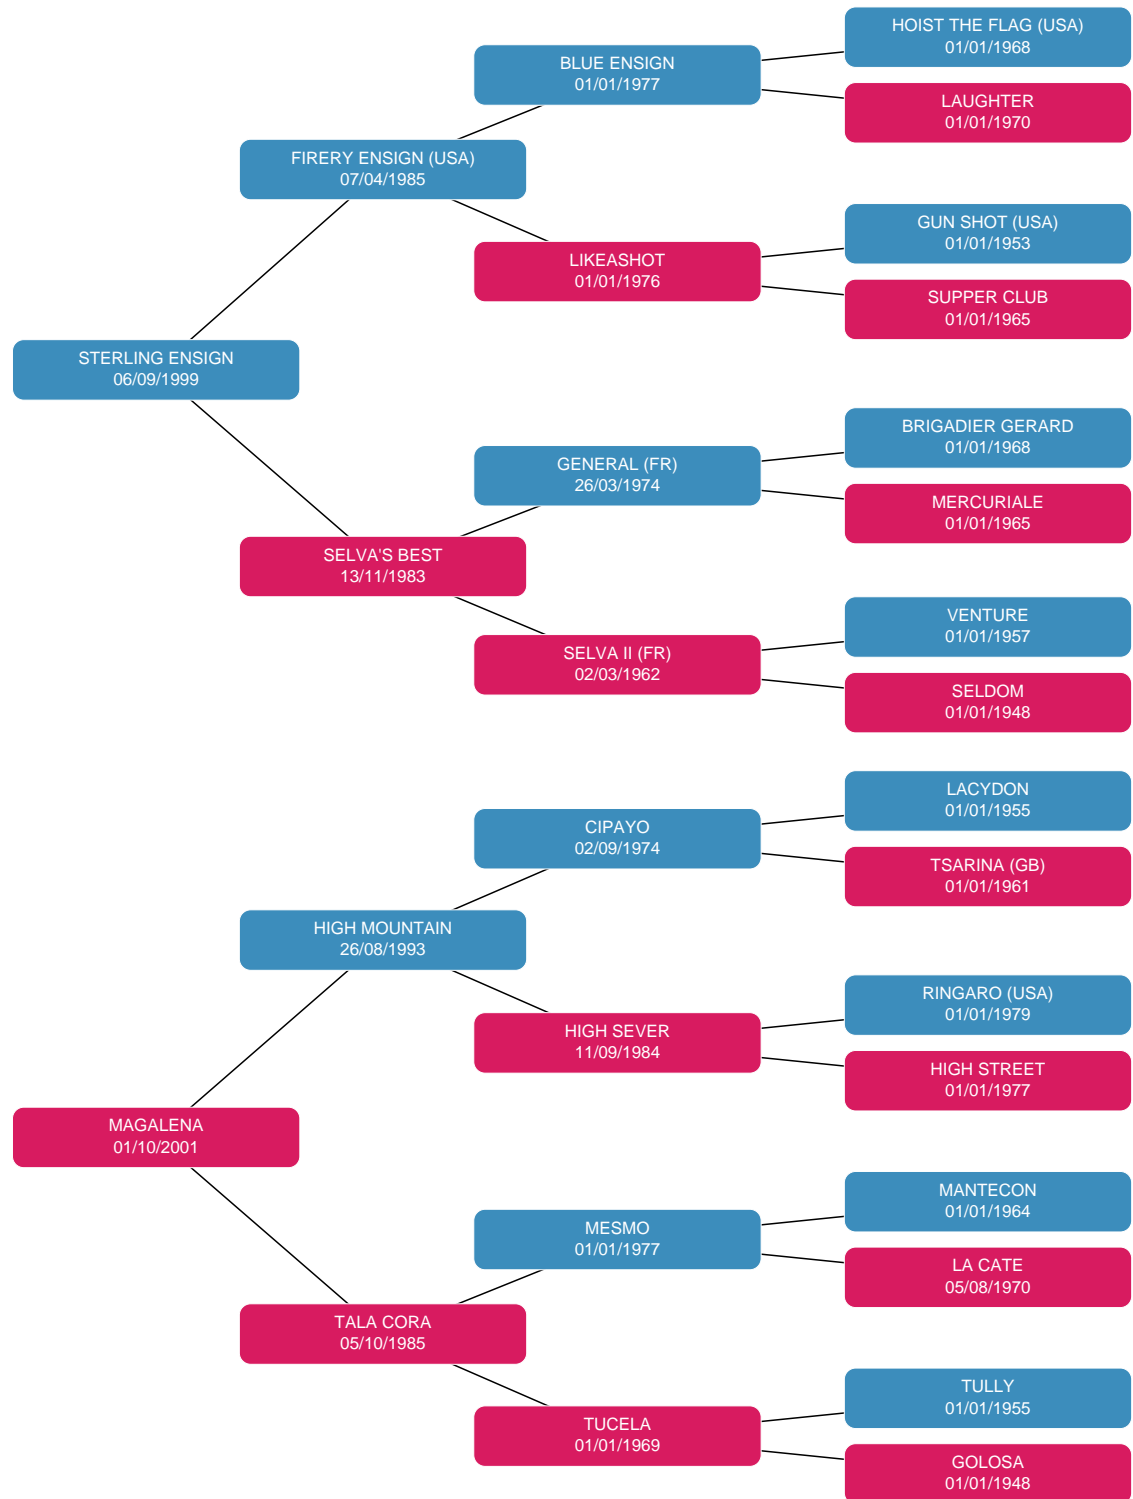 HOIST THE FLAG (USA)
01/01/1968
BLUE ENSIGN
01/01/1977
LAUGHTER
01/01/1970
FIRERY ENSIGN (USA)
07/04/1985
GUN SHOT (USA)
01/01/1953
LIKEASHOT
01/01/1976
SUPPER CLUB
01/01/1965
STERLING ENSIGN
06/09/1999
BRIGADIER GERARD
01/01/1968
GENERAL (FR)
26/03/1974
MERCURIALE
01/01/1965
SELVA'S BEST
13/11/1983
VENTURE
01/01/1957
SELVA II (FR)
02/03/1962
SELDOM
01/01/1948
LACYDON
01/01/1955
CIPAYO
02/09/1974
TSARINA (GB)
01/01/1961
HIGH MOUNTAIN
26/08/1993
RINGARO (USA)
01/01/1979
HIGH SEVER
11/09/1984
HIGH STREET
01/01/1977
MAGALENA
01/10/2001
MANTECON
01/01/1964
MESMO
01/01/1977
LA CATE
05/08/1970
TALA CORA
05/10/1985
TULLY
01/01/1955
TUCELA
01/01/1969
GOLOSA
01/01/1948